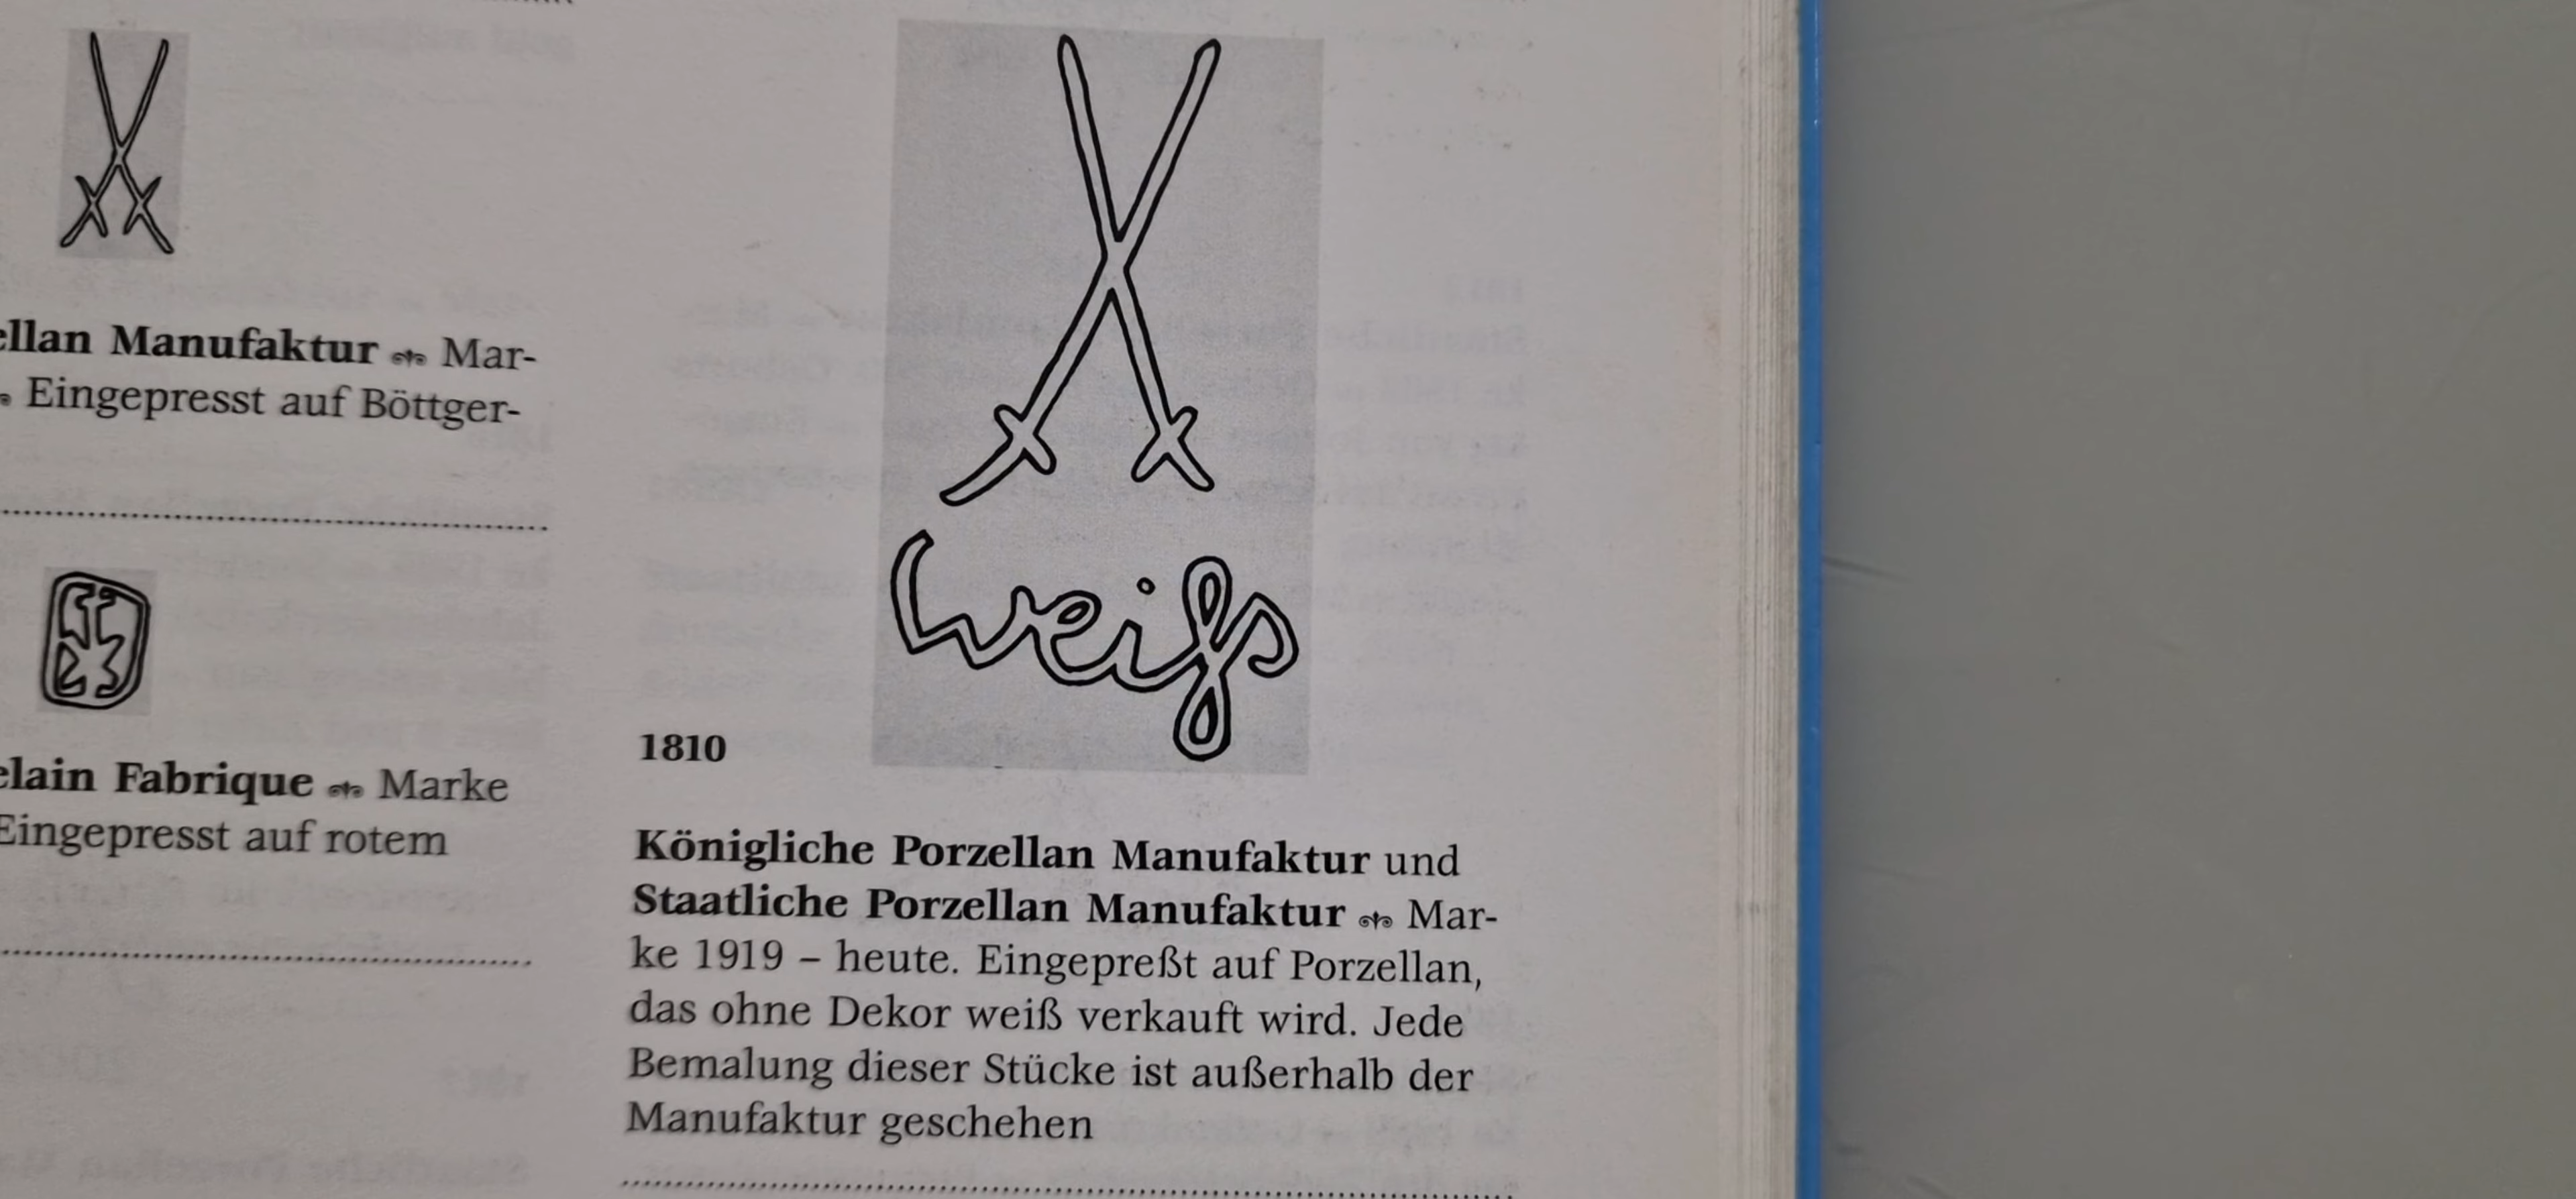 ellan Manufaktur Mar-
Eingepresst auf Böttger-
elain Fabrique Marke
Eingepresst auf rotem
Weiß
1810
Königliche Porzellan Manufaktur und
Staatliche Porzellan Manufaktur Mar-
ke 1919 – heute. Eingepreßt auf Porzellan,
das ohne Dekor weiß verkauft wird. Jede
Bemalung dieser Stücke ist außerhalb der
Manufaktur geschehen